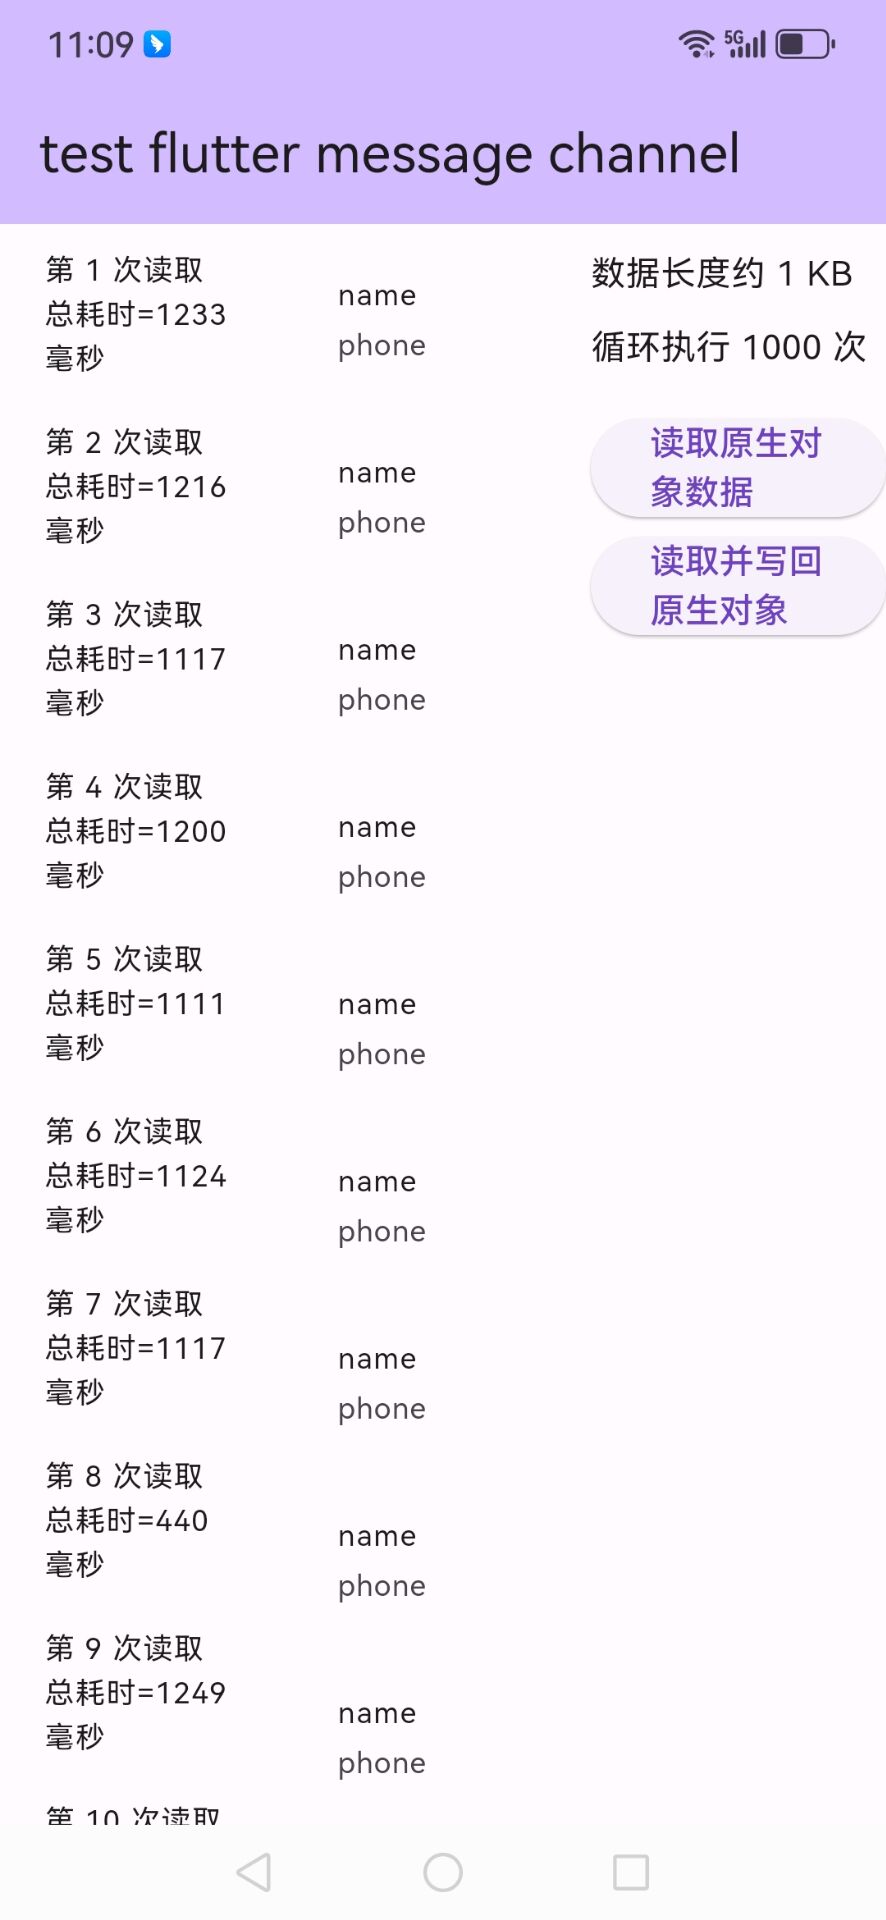 11:09
5G
test flutter message channel
第 1 次读取
总耗时=1233
毫秒
第 2 次读取
总耗时=1216
毫秒
第 3 次读取
总耗时=1117
毫秒
第 4 次读取
总耗时=1200
毫秒
第 5 次读取
总耗时=1111
毫秒
第 6 次读取
总耗时=1124
毫秒
第 7 次读取
总耗时=1117
毫秒
第 8 次读取
总耗时=440
毫秒
第 9 次读取
总耗时=1249
毫秒
第 10 次读取
name
phone
name
phone
name
phone
name
phone
name
phone
name
phone
name
phone
name
phone
name
phone
数据长度约 1 KB
循环执行 1000 次
读取原生对
象数据
读取并写回
原生对象